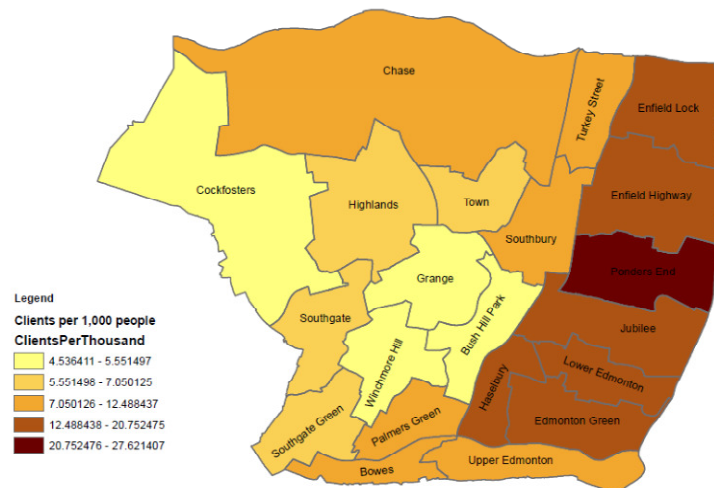 Chase
Turkey Street
Enfield Lock
Cockfosters
Highlands
Town
Enfield Highway
Southbury
Grange
Ponders End
Southgate
Bush Hill Park
Jubilee
Winchmore Hill
Haselbury
Lower Edmonton
Southgate Green
Palmers Green
Edmonton Green
Bowes
Upper Edmonton
Legend
Clients per 1,000 people
ClientsPerThousand
4.536411 - 5.551497
5.551498 - 7.050125
7.050126 - 12.488437
12.488438 - 20.752475
20.752476 - 27.621407